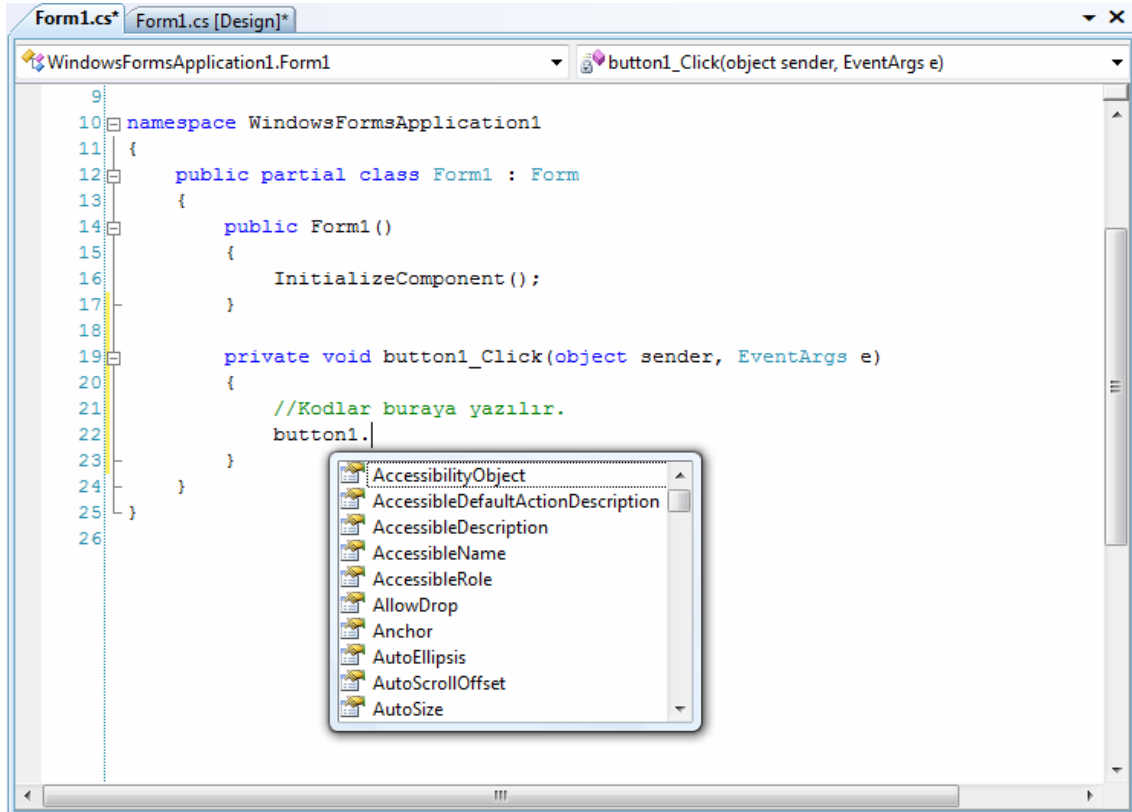 Form1.cs* Form1.cs [Design]*
WindowsFormsApplication1.Form1 button1_Click(object sender, EventArgs e)
9
10 namespace WindowsFormsApplication1
11 {
12 public partial class Form1 : Form
13 {
14 public Form1()
15 {
16 InitializeComponent();
17 }
18
19 private void button1_Click(object sender, EventArgs e)
20 {
21 //Kodlar buraya yazılır.
22 button1.
23 }
24 }
25 }
26
AccessibilityObject
AccessibleDefaultActionDescription
AccessibleDescription
AccessibleName
AccessibleRole
AllowDrop
Anchor
AutoEllipsis
AutoScrollOffset
AutoSize